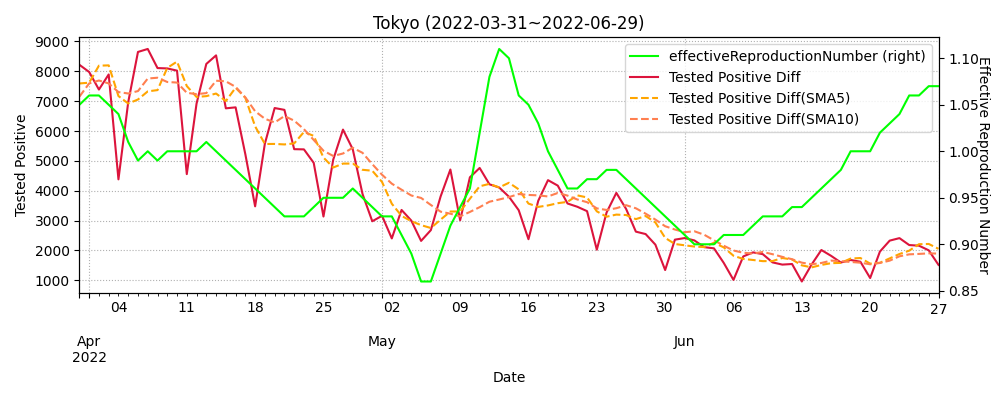 Tokyo (2022-03-31~2022-06-29)
effectiveReproductionNumber (right)
Tested Positive Diff
Tested Positive Diff(SMA5)
Tested Positive Diff(SMA10)
Tested Positive
9000
8000
7000
6000
5000
4000
3000
2000
1000
Effective Reproduction Number
1.10
1.05
1.00
0.95
0.90
0.85
04 11 18 25 02 09 16 23 30 06 13 20 27
Apr May Jun
2022
Date